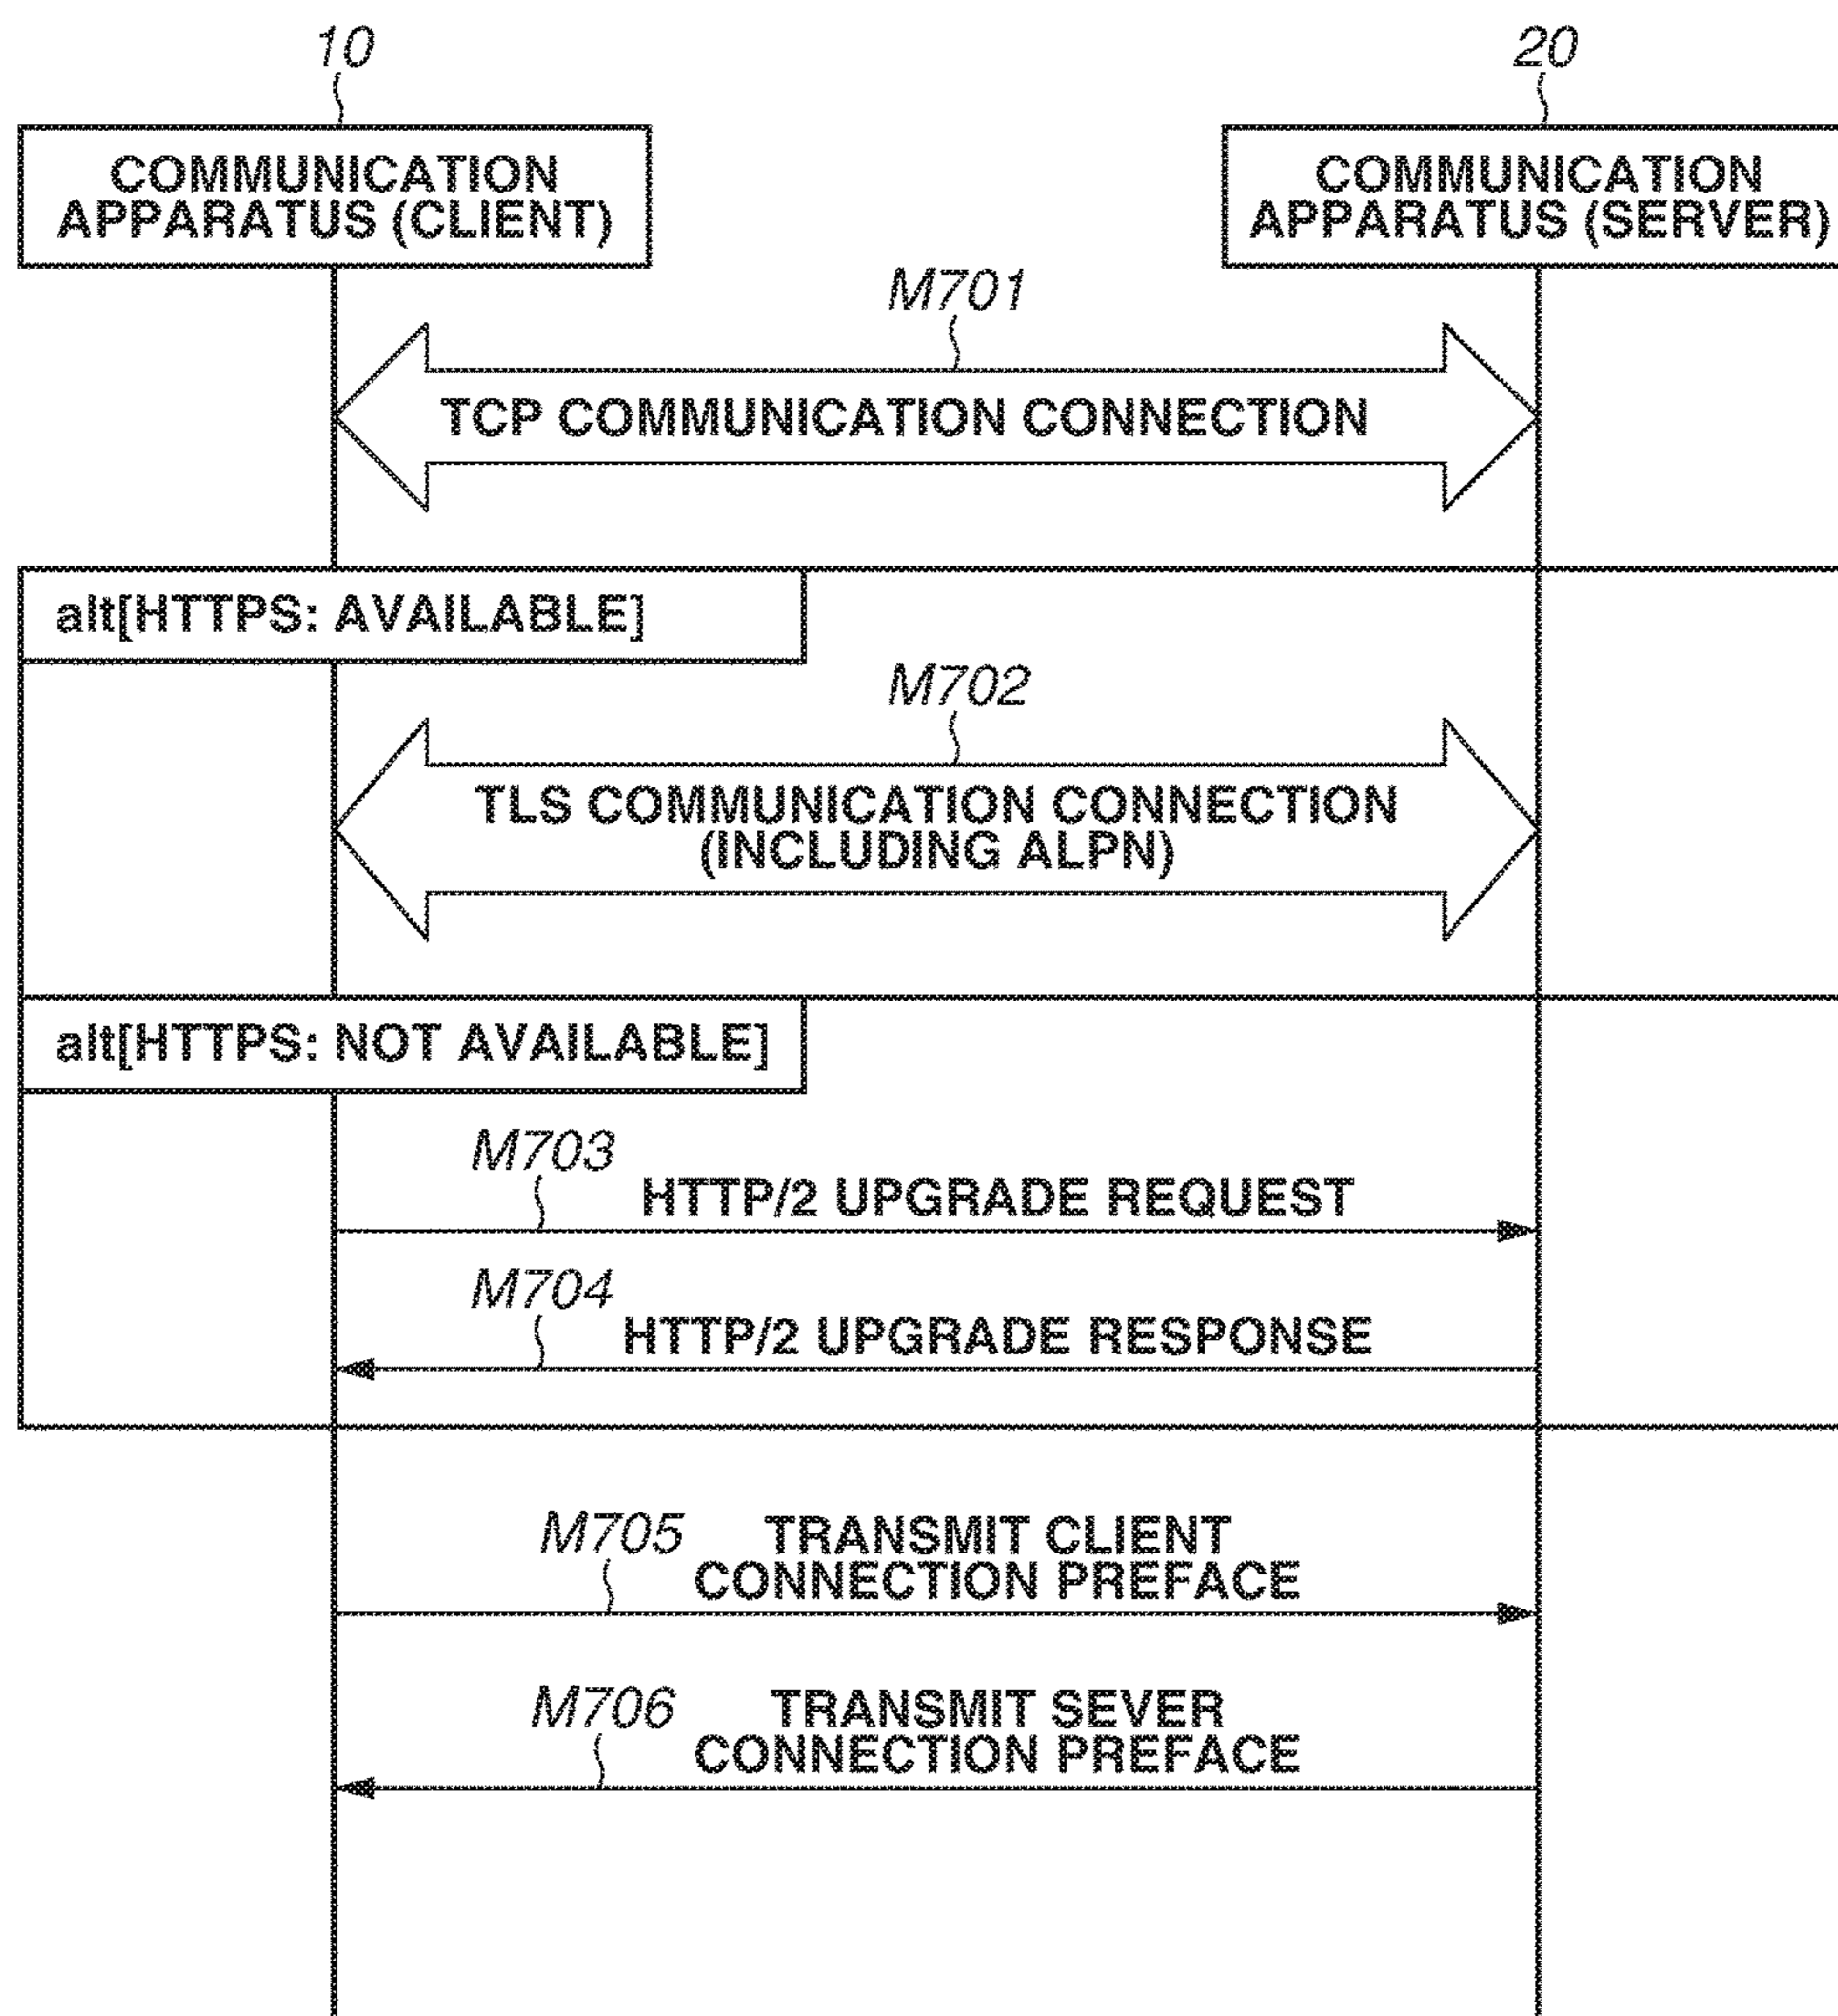 10
20
COMMUNICATION
APPARATUS (CLIENT)
COMMUNICATION
APPARATUS (SERVER)
M701
TCP COMMUNICATION CONNECTION
alt[HTTPS: AVAILABLE]
M702
TLS COMMUNICATION CONNECTION
(INCLUDING ALPN)
alt[HTTPS: NOT AVAILABLE]
M703
HTTP/2 UPGRADE REQUEST
M704
HTTP/2 UPGRADE RESPONSE
M705
TRANSMIT CLIENT
CONNECTION PREFACE
M706
TRANSMIT SEVER
CONNECTION PREFACE